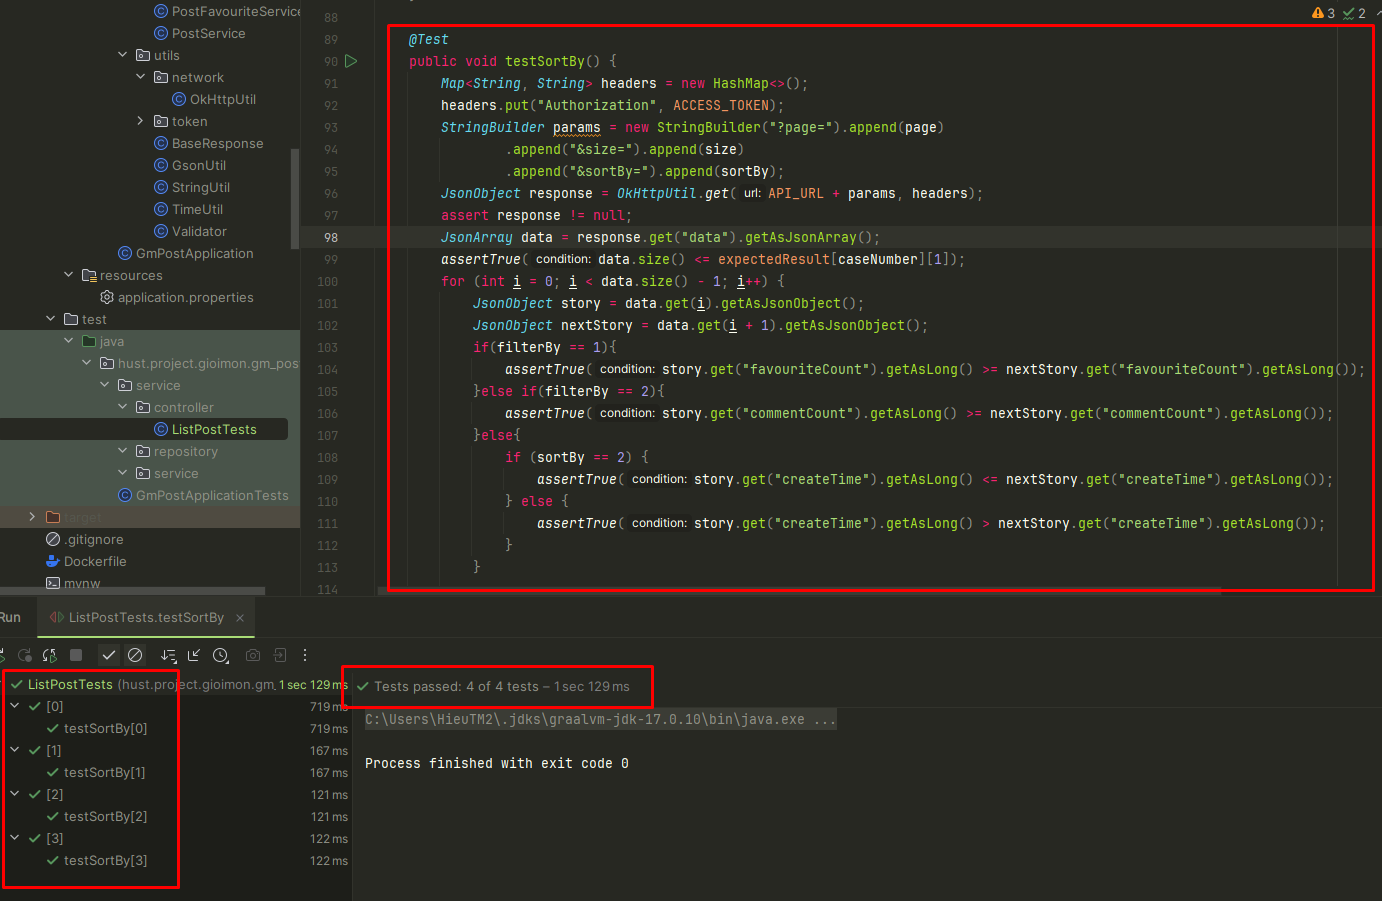 PostFavouriteService
PostService
utils
network
OkHttpUtil
token
BaseResponse
GsonUtil
StringUtil
TimeUtil
Validator
GmPostApplication
resources
application.properties
test
java
hust.project.gioimon.gm_pos
service
controller
ListPostTests
repository
service
GmPostApplicationTests
target
.gitignore
Dockerfile
mvnw
3 2
88
89 @Test
90 public void testSortBy() {
91 Map<String, String> headers = new HashMap<>();
92 headers.put("Authorization", ACCESS_TOKEN);
93 StringBuilder params = new StringBuilder("?page=").append(page)
94 .append("&size=").append(size)
95 .append("&sortBy=").append(sortBy);
96 JsonObject response = OkHttpUtil.get( url: API_URL + params, headers);
97 assert response != null;
98 JsonArray data = response.get("data").getAsJsonArray();
99 assertTrue( condition: data.size() <= expectedResult[caseNumber][1]);
100 for (int i = 0; i < data.size() - 1; i++) {
101 JsonObject story = data.get(i).getAsJsonObject();
102 JsonObject nextStory = data.get(i + 1).getAsJsonObject();
103 if(filterBy == 1){
104 assertTrue( condition: story.get("favouriteCount").getAsLong() >= nextStory.get("favouriteCount").getAsLong());
105 }else if(filterBy == 2){
106 assertTrue( condition: story.get("commentCount").getAsLong() >= nextStory.get("commentCount").getAsLong());
107 }else{
108 if (sortBy == 2) {
109 assertTrue( condition: story.get("createTime").getAsLong() <= nextStory.get("createTime").getAsLong());
110 } else {
111 assertTrue( condition: story.get("createTime").getAsLong() > nextStory.get("createTime").getAsLong());
112 }
113 }
114
Run ListPostTests.testSortBy ×
ListPostTests (hust.project.gioimon.gm_ 1 sec 129 ms
[0] 719 ms
testSortBy[0] 719 ms
[1] 167 ms
testSortBy[1] 167 ms
[2] 121 ms
testSortBy[2] 121 ms
[3] 122 ms
testSortBy[3] 122 ms
Tests passed: 4 of 4 tests – 1 sec 129 ms
C:\Users\HieuTM2\.jdks\graalvm-jdk-17.0.10\bin\java.exe ...
Process finished with exit code 0